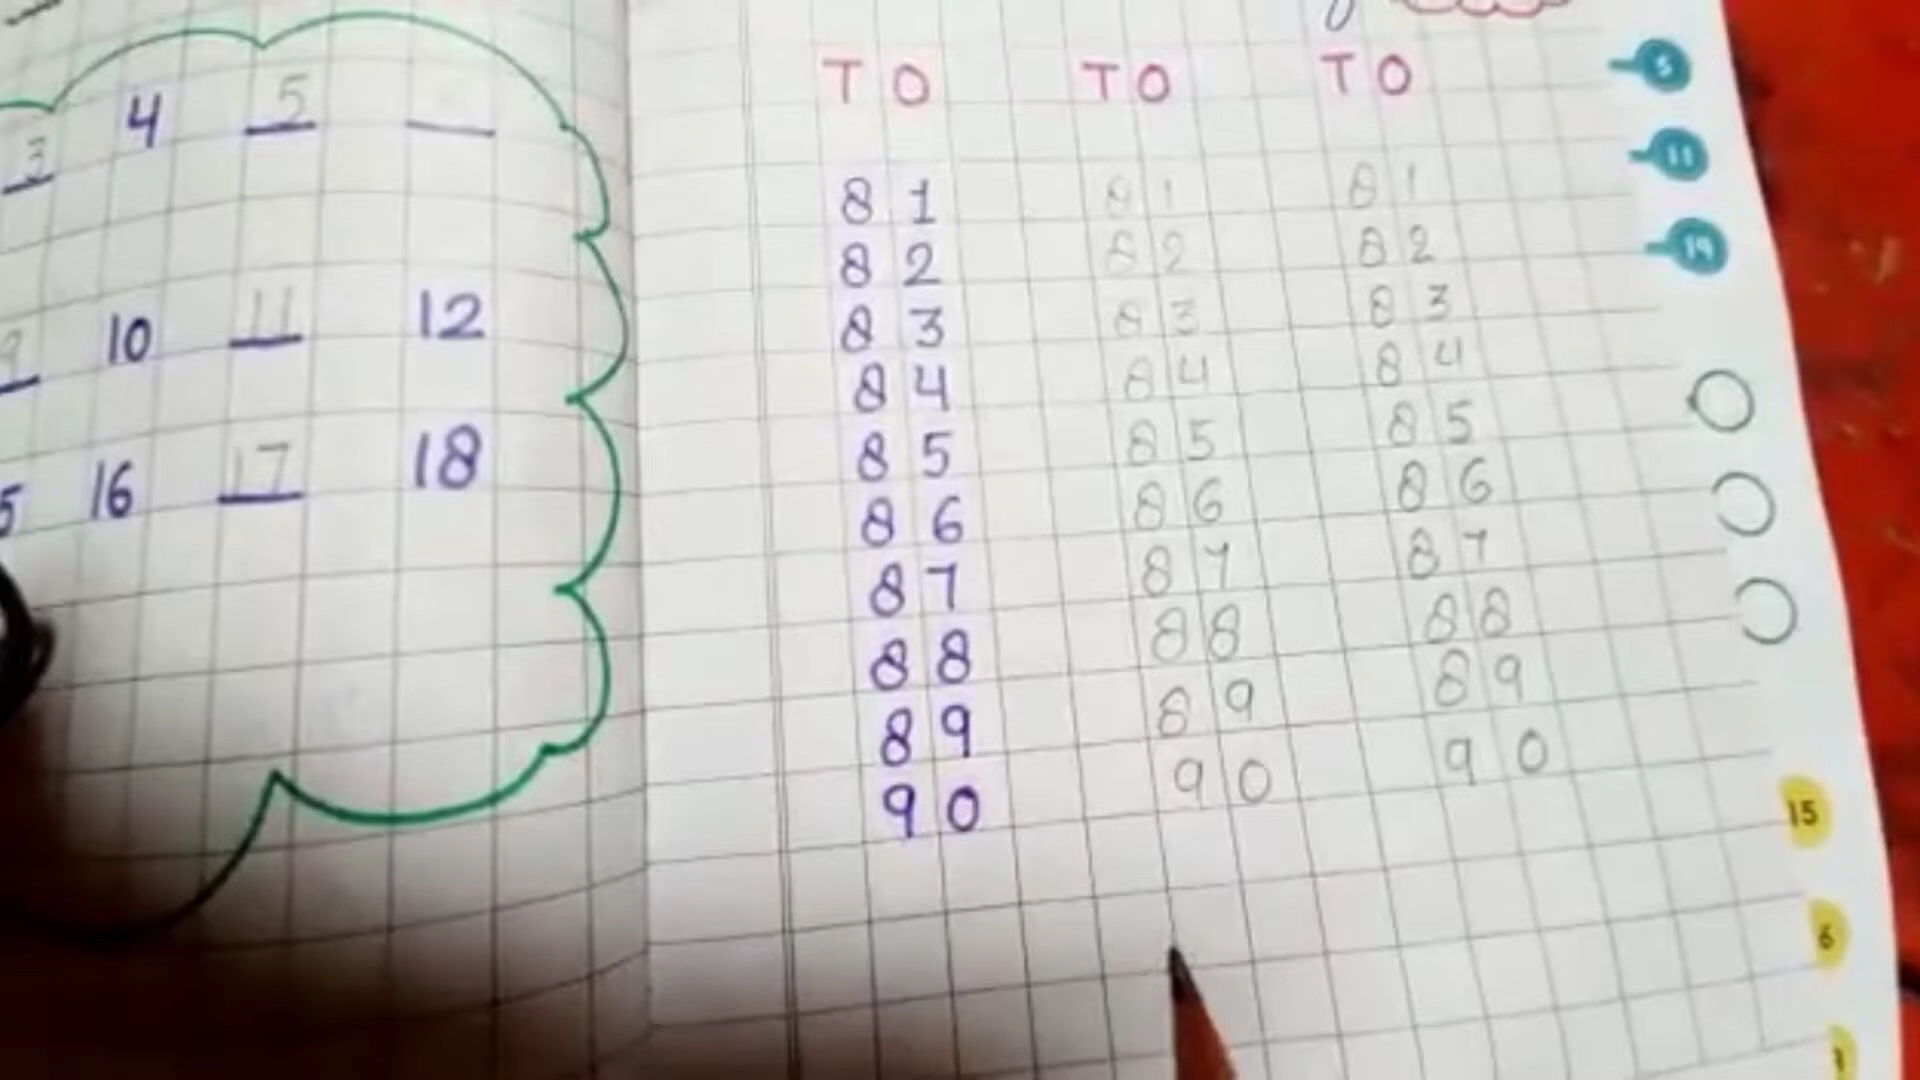 3 4 5
9 10 11 12
5 16 17 18
T O T O T O
8 1 8 1 8 1
8 2 8 2 8 2
8 3 8 3 8 3
8 4 8 4 8 4
8 5 8 5 8 5
8 6 8 6 8 6
8 7 8 7 8 7
8 8 8 8 8 8
8 9 8 9 8 9
9 0 9 0 9 0
5
11
19
15
6